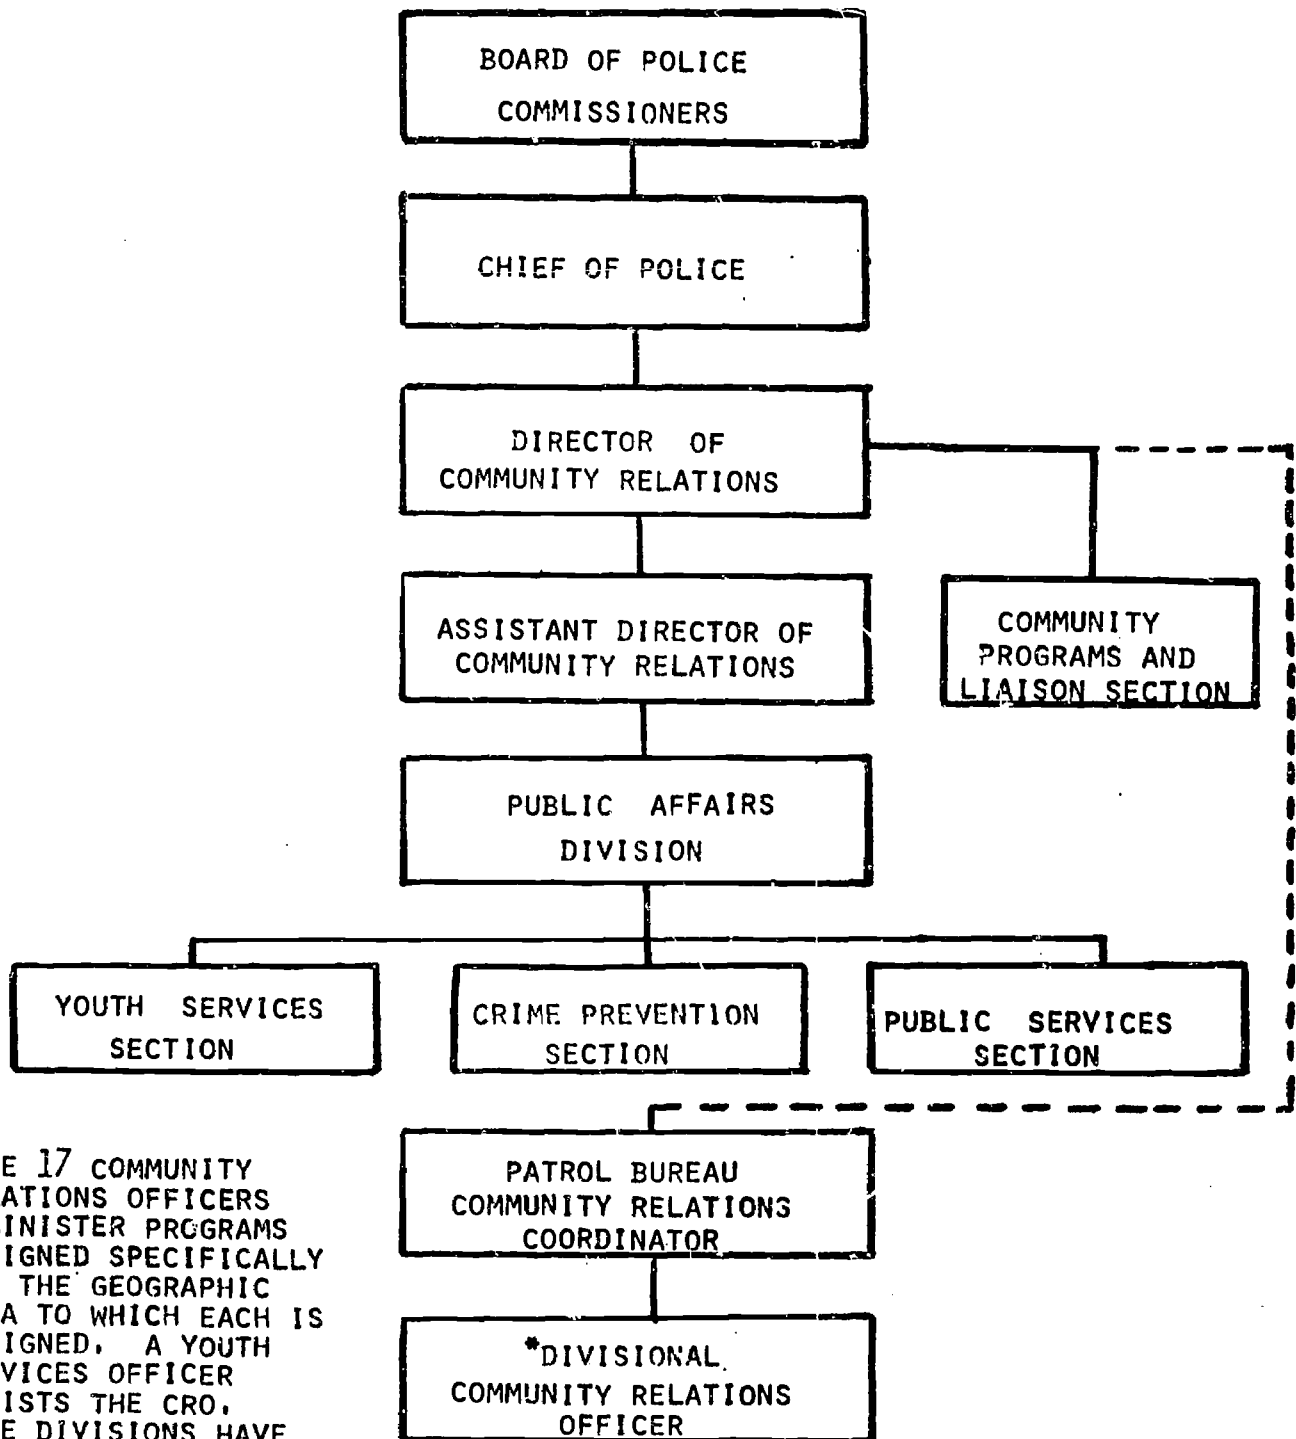 BOARD OF POLICE
COMMISSIONERS
CHIEF OF POLICE
DIRECTOR OF
COMMUNITY RELATIONS
ASSISTANT DIRECTOR OF
COMMUNITY RELATIONS
COMMUNITY
PROGRAMS AND
LIAISON SECTION
PUBLIC AFFAIRS
DIVISION
YOUTH SERVICES
SECTION
CRIME PREVENTION
SECTION
PUBLIC SERVICES
SECTION
PATROL BUREAU
COMMUNITY RELATIONS
COORDINATOR
*DIVISIONAL
COMMUNITY RELATIONS
OFFICER
E 17 COMMUNITY
ATIONS OFFICERS
INISTER PROGRAMS
IGNED SPECIFICALLY
THE GEOGRAPHIC
A TO WHICH EACH IS
IGNED. A YOUTH
VICES OFFICER
ISTS THE CRO.
E DIVISIONS HAVE